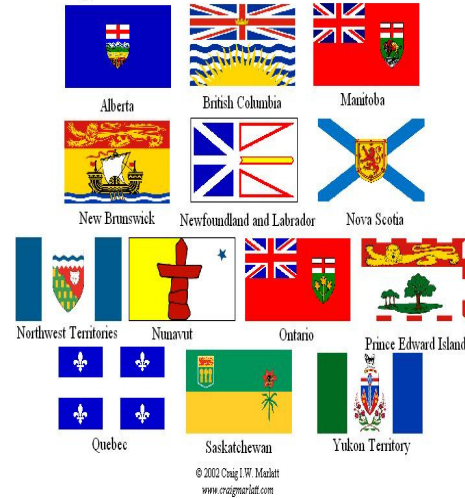 Alberta
British Columbia
Manitoba
New Brunswick
Newfoundland and Labrador
Nova Scotia
Northwest Territories
Nunavut
Ontario
Prince Edward Island
Quebec
Saskatchewan
Yukon Territory
© 2002 Craig I.W. Marlatt
www.craigmarlatt.com